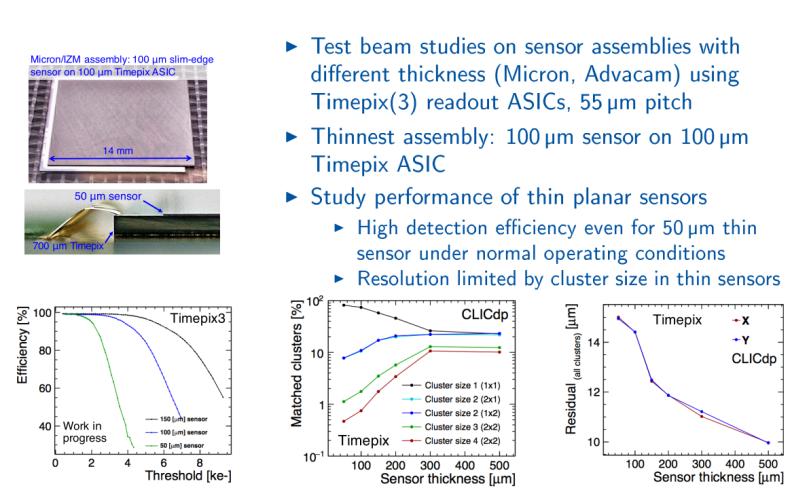 Micron/IZM assembly: 100 μm slim-edge
sensor on 100 μm Timepix ASIC
14 mm
50 μm sensor
700 μm Timepix
▶ Test beam studies on sensor assemblies with
different thickness (Micron, Advacam) using
Timepix(3) readout ASICs, 55 μm pitch
▶ Thinnest assembly: 100 μm sensor on 100 μm
Timepix ASIC
▶ Study performance of thin planar sensors
▶ High detection efficiency even for 50 μm thin
sensor under normal operating conditions
▶ Resolution limited by cluster size in thin sensors
Efficiency [%]
100
90
80
70
60
50
40
30
Timepix3
Work in
progress
150 [μm] sensor
100 [μm] sensor
50 [μm] sensor
0 2 4 6 8
Threshold [ke-]
Matched clusters [%]
10²
10
1
10⁻¹
CLICdp
Cluster size 1 (1x1)
Cluster size 2 (2x1)
Cluster size 2 (1x2)
Cluster size 3 (2x2)
Cluster size 4 (2x2)
Timepix
100 200 300 400 500
Sensor thickness [μm]
Residual (all clusters) [μm]
14
12
10
Timepix
X
Y
CLICdp
100 200 300 400 500
Sensor thickness [μm]